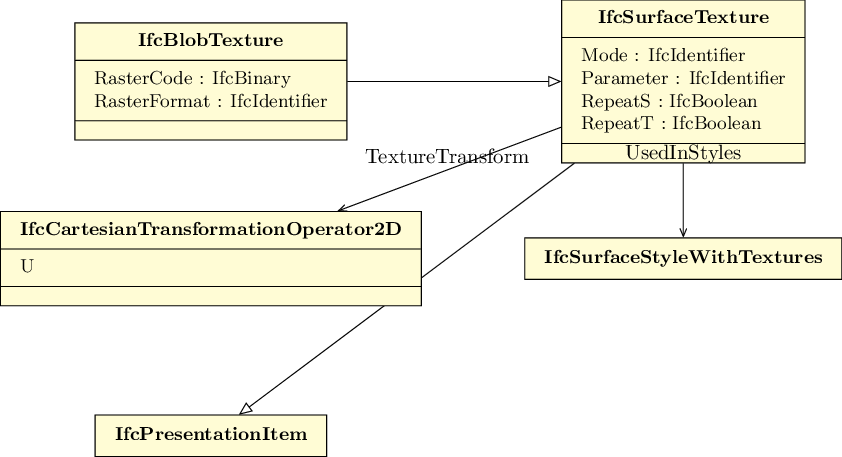 IfcBlobTexture
RasterCode : IfcBinary
RasterFormat : IfcIdentifier
IfcSurfaceTexture
Mode : IfcIdentifier
Parameter : IfcIdentifier
RepeatS : IfcBoolean
RepeatT : IfcBoolean
UsedInStyles
TextureTransform
IfcCartesianTransformationOperator2D
U
IfcSurfaceStyleWithTextures
IfcPresentationItem